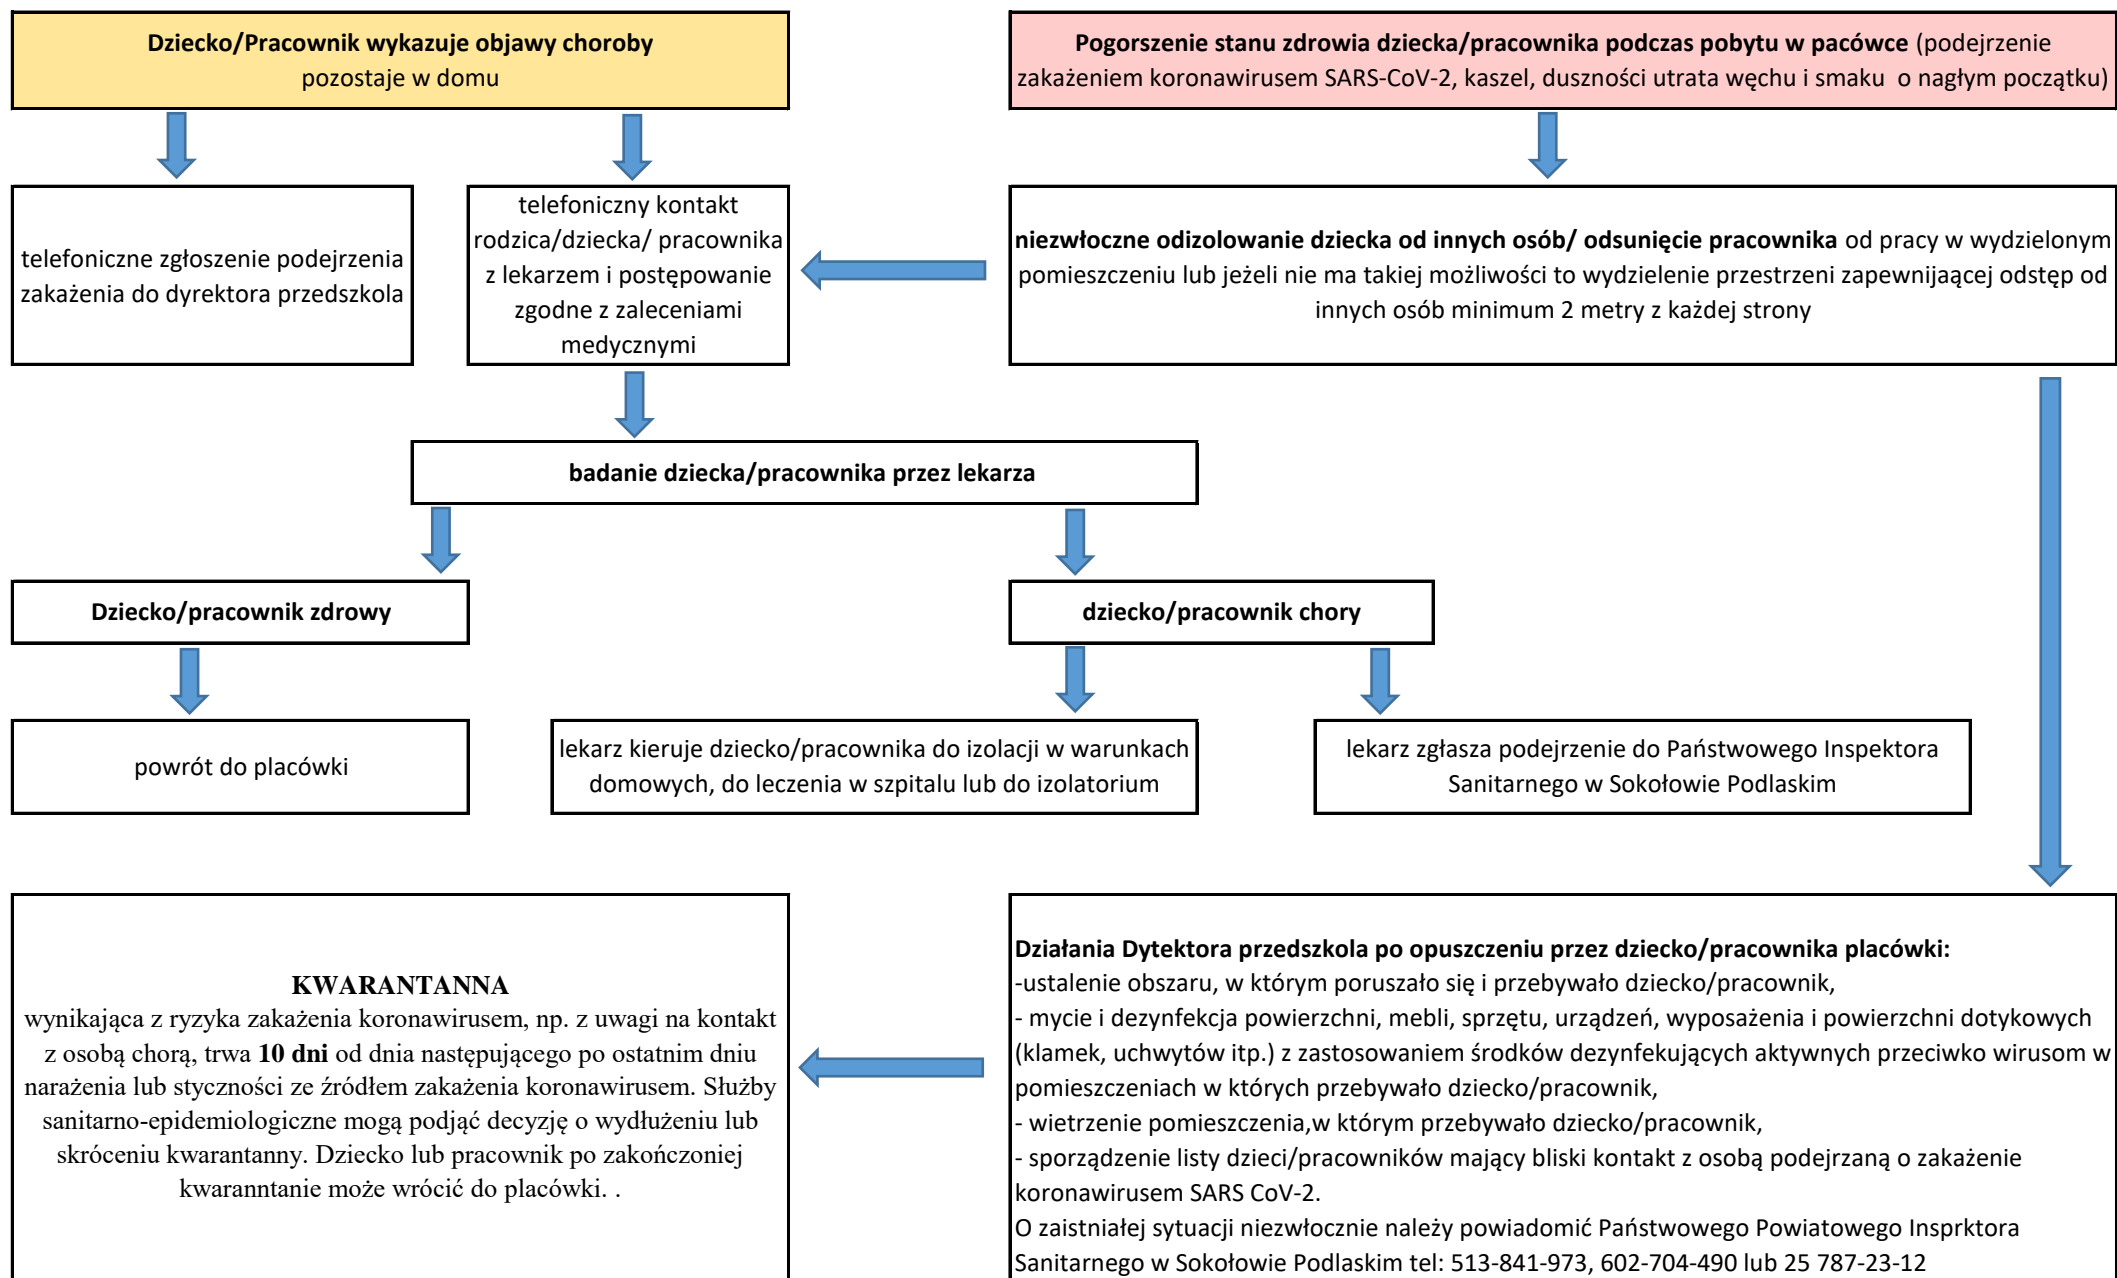 Dziecko/Pracownik wykazuje objawy choroby
pozostaje w domu
Pogorszenie stanu zdrowia dziecka/pracownika podczas pobytu w pacówce (podejrzenie
zakażeniem koronawirusem SARS-CoV-2, kaszel, duszności utrata węchu i smaku o nagłym początku)
telefoniczne zgłoszenie podejrzenia
zakażenia do dyrektora przedszkola
telefoniczny kontakt
rodzica/dziecka/ pracownika
z lekarzem i postępowanie
zgodne z zaleceniami
medycznymi
niezwłoczne odizolowanie dziecka od innych osób/ odsunięcie pracownika od pracy w wydzielonym
pomieszczeniu lub jeżeli nie ma takiej możliwości to wydzielenie przestrzeni zapewnijaącej odstęp od
innych osób minimum 2 metry z każdej strony
badanie dziecka/pracownika przez lekarza
Dziecko/pracownik zdrowy
dziecko/pracownik chory
powrót do placówki
lekarz kieruje dziecko/pracownika do izolacji w warunkach
domowych, do leczenia w szpitalu lub do izolatorium
lekarz zgłasza podejrzenie do Państwowego Inspektora
Sanitarnego w Sokołowie Podlaskim
KWARANTANNA
wynikająca z ryzyka zakażenia koronawirusem, np. z uwagi na kontakt
z osobą chorą, trwa 10 dni od dnia następującego po ostatnim dniu
narażenia lub styczności ze źródłem zakażenia koronawirusem. Służby
sanitarno-epidemiologiczne mogą podjąć decyzję o wydłużeniu lub
skróceniu kwarantanny. Dziecko lub pracownik po zakończoniej
kwaranntanie może wrócić do placówki. .
Działania Dytektora przedszkola po opuszczeniu przez dziecko/pracownika placówki:
-ustalenie obszaru, w którym poruszało się i przebywało dziecko/pracownik,
- mycie i dezynfekcja powierzchni, mebli, sprzętu, urządzeń, wyposażenia i powierzchni dotykowych
(klamek, uchwytów itp.) z zastosowaniem środków dezynfekujących aktywnych przeciwko wirusom w
pomieszczeniach w których przebywało dziecko/pracownik,
- wietrzenie pomieszczenia,w którym przebywało dziecko/pracownik,
- sporządzenie listy dzieci/pracowników mający bliski kontakt z osobą podejrzaną o zakażenie
koronawirusem SARS CoV-2.
O zaistniałej sytuacji niezwłocznie należy powiadomić Państwowego Powiatowego Insprktora
Sanitarnego w Sokołowie Podlaskim tel: 513-841-973, 602-704-490 lub 25 787-23-12